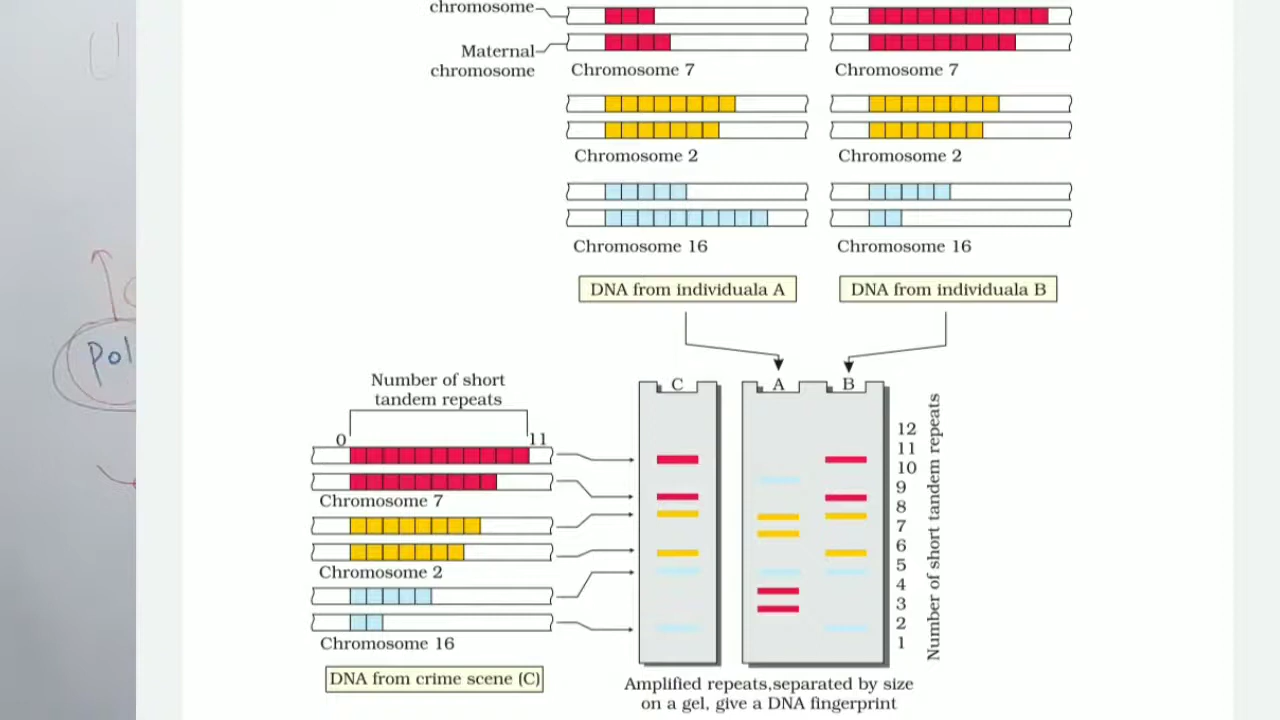 chromosome
Maternal
chromosome
Chromosome 7
Chromosome 7
Chromosome 2
Chromosome 2
Chromosome 16
Chromosome 16
DNA from individuala A
DNA from individuala B
Number of short
tandem repeats
0
11
Chromosome 7
Chromosome 2
Chromosome 16
DNA from crime scene (C)
C
A
B
12
11
10
9
8
7
6
5
4
3
2
1
Number of short tandem repeats
Amplified repeats,separated by size
on a gel, give a DNA fingerprint
Pol